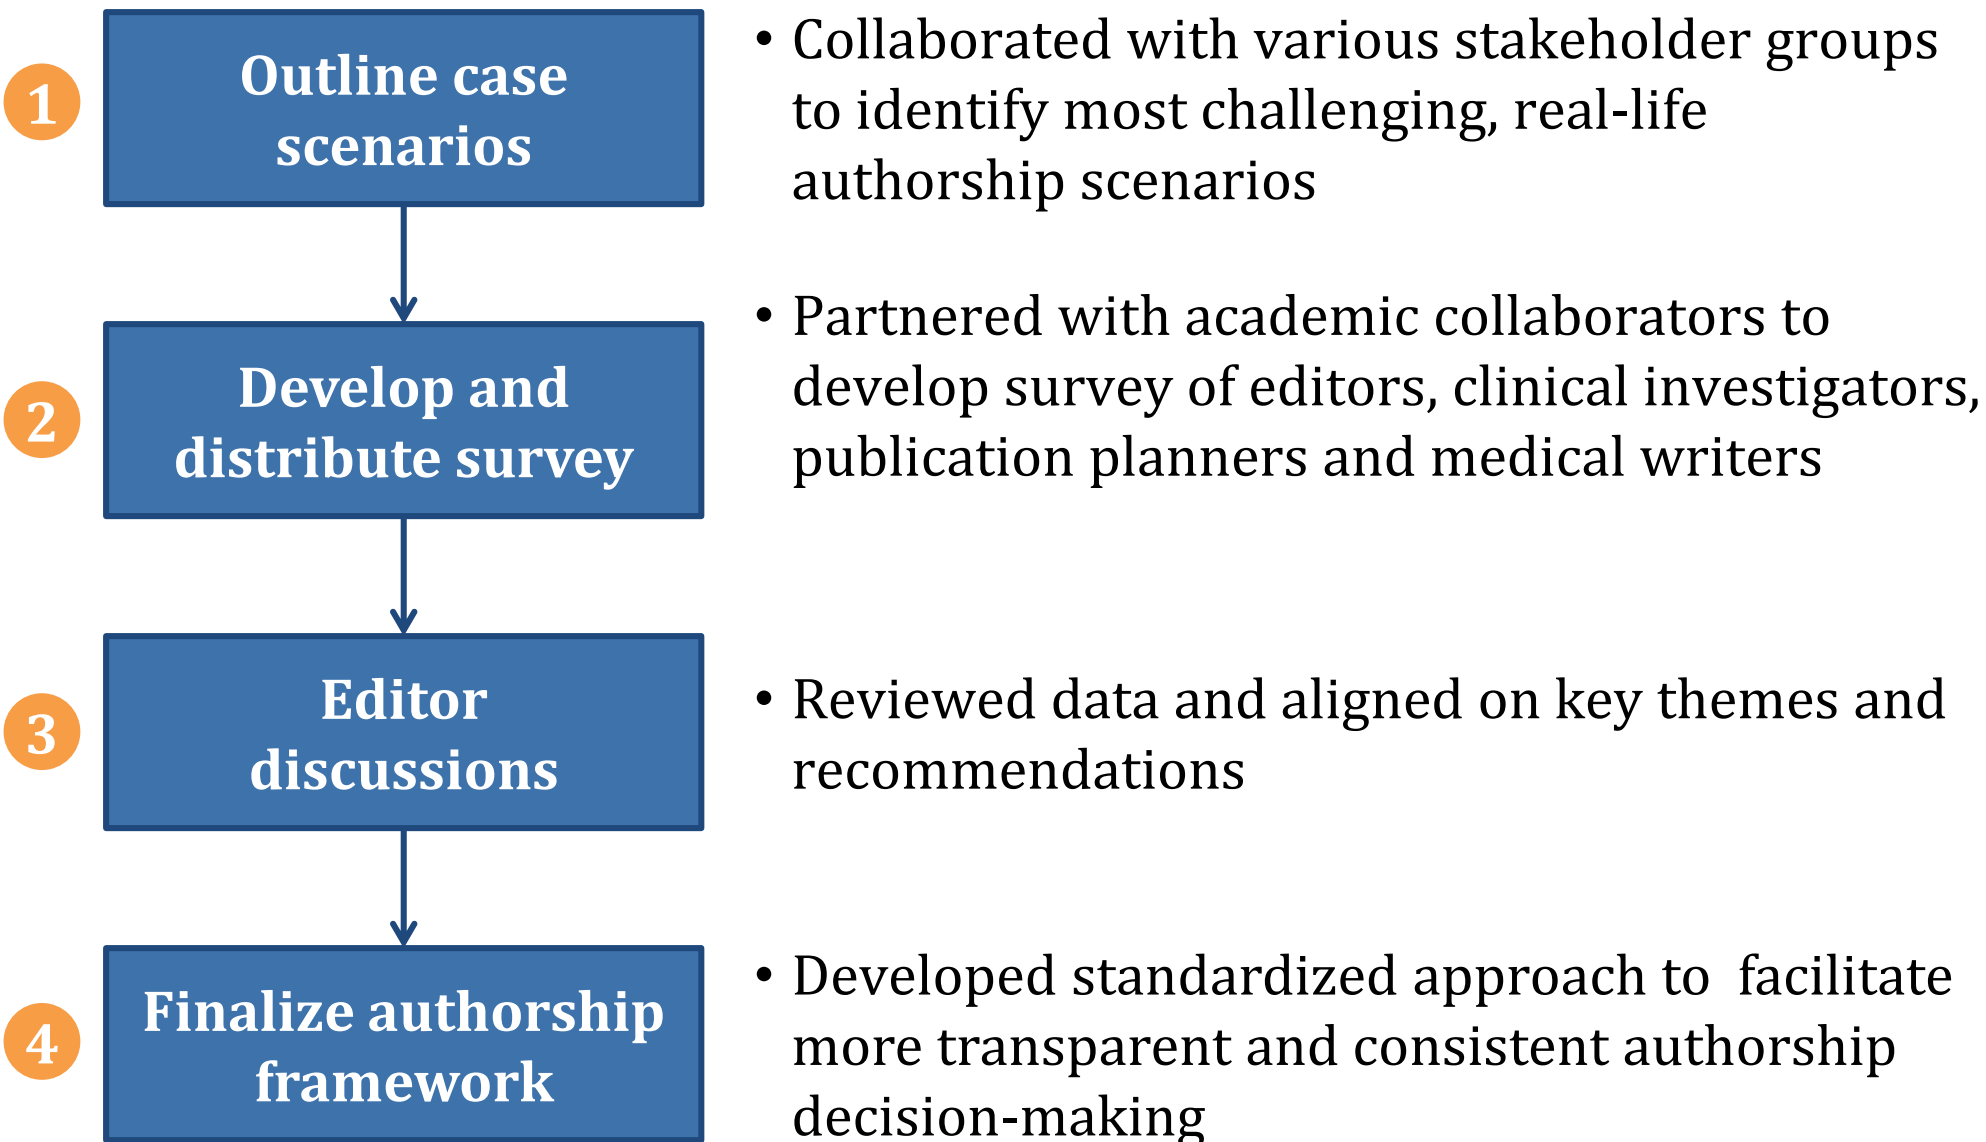 1
Outline case
scenarios
• Collaborated with various stakeholder groups
to identify most challenging, real-life
authorship scenarios
2
Develop and
distribute survey
• Partnered with academic collaborators to
develop survey of editors, clinical investigators,
publication planners and medical writers
3
Editor
discussions
• Reviewed data and aligned on key themes and
recommendations
4
Finalize authorship
framework
• Developed standardized approach to  facilitate
more transparent and consistent authorship
decision-making